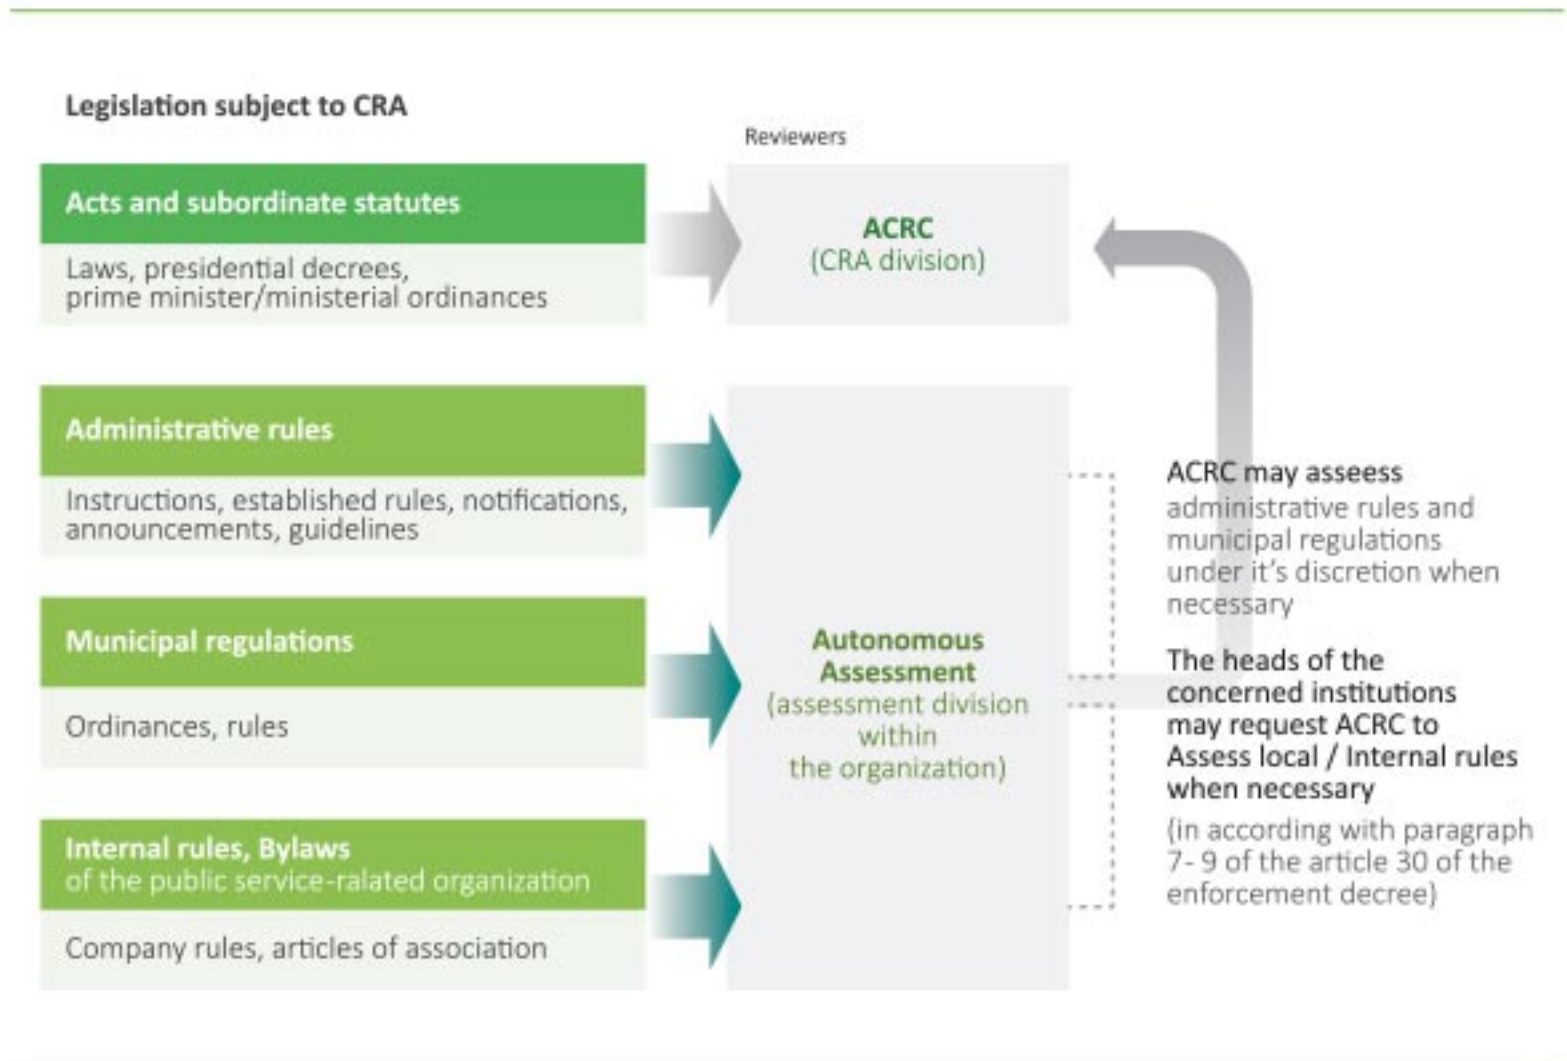 Legislation subject to CRA
Reviewers
Acts and subordinate statutes
Laws, presidential decrees,
prime minister/ministerial ordinances
ACRC
(CRA division)
Administrative rules
Instructions, established rules, notifications,
announcements, guidelines
Municipal regulations
Ordinances, rules
Internal rules, Bylaws
of the public service-ralated organization
Company rules, articles of association
Autonomous
Assessment
(assessment division
within
the organization)
ACRC may asseess
administrative rules and
municipal regulations
under it's discretion when
necessary
The heads of the
concerned institutions
may request ACRC to
Assess local / Internal rules
when necessary
(in according with paragraph
7- 9 of the article 30 of the
enforcement decree)